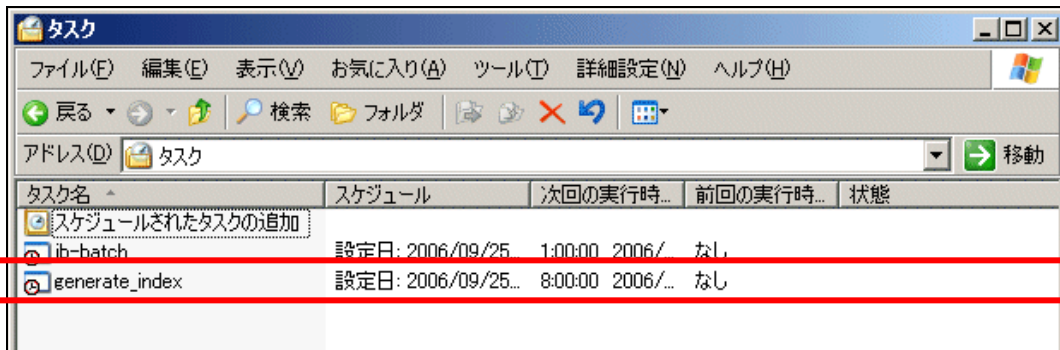 タスク
ファイル(F) 編集(E) 表示(V) お気に入り(A) ツール(T) 詳細設定(N) ヘルプ(H)
戻る 検索 フォルダ
アドレス(D) タスク 移動
タスク名 スケジュール 次回の実行時... 前回の実行時... 状態
スケジュールされたタスクの追加
ib-batch 設定日: 2006/09/25... 1:00:00 2006/... なし
generate_index 設定日: 2006/09/25... 8:00:00 2006/... なし